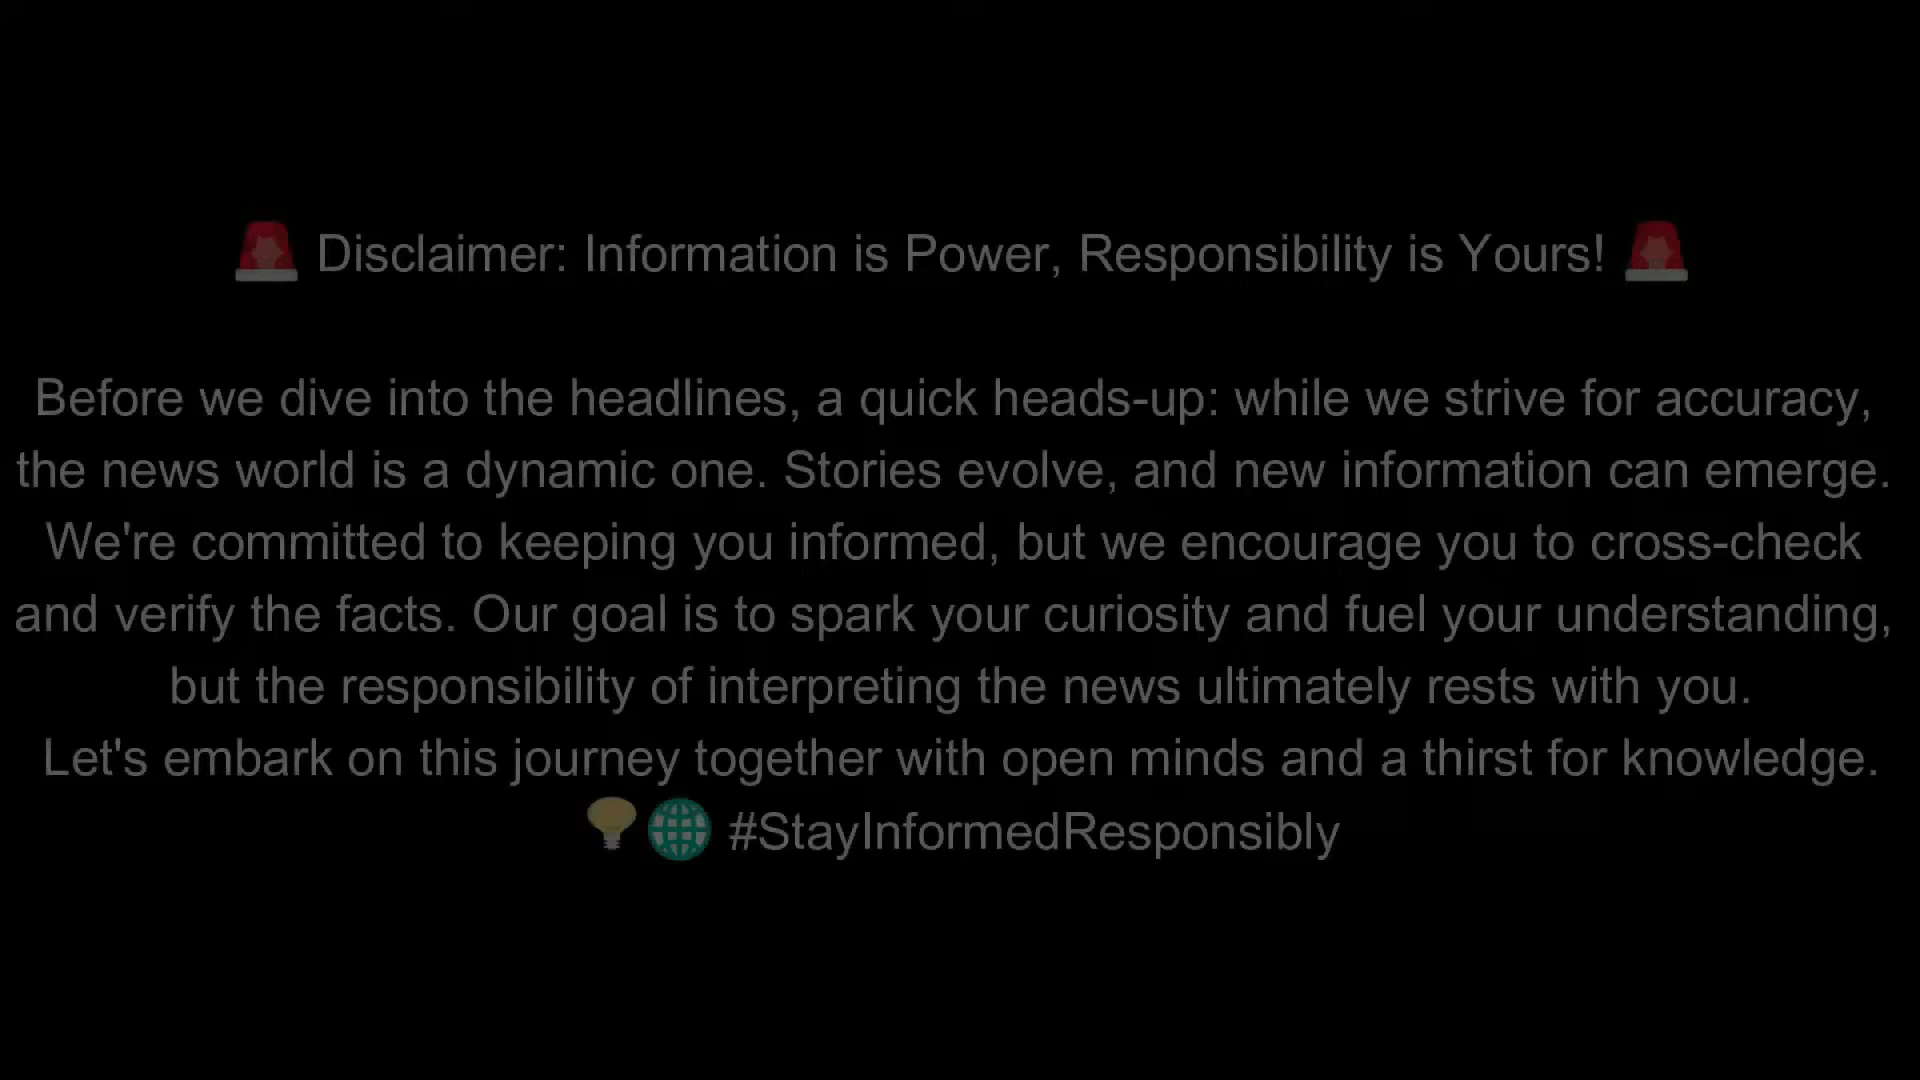 🚨 Disclaimer: Information is Power, Responsibility is Yours! 🚨
Before we dive into the headlines, a quick heads-up: while we strive for accuracy,
the news world is a dynamic one. Stories evolve, and new information can emerge.
We're committed to keeping you informed, but we encourage you to cross-check
and verify the facts. Our goal is to spark your curiosity and fuel your understanding,
but the responsibility of interpreting the news ultimately rests with you.
Let's embark on this journey together with open minds and a thirst for knowledge.
💡🌐 #StayInformedResponsibly